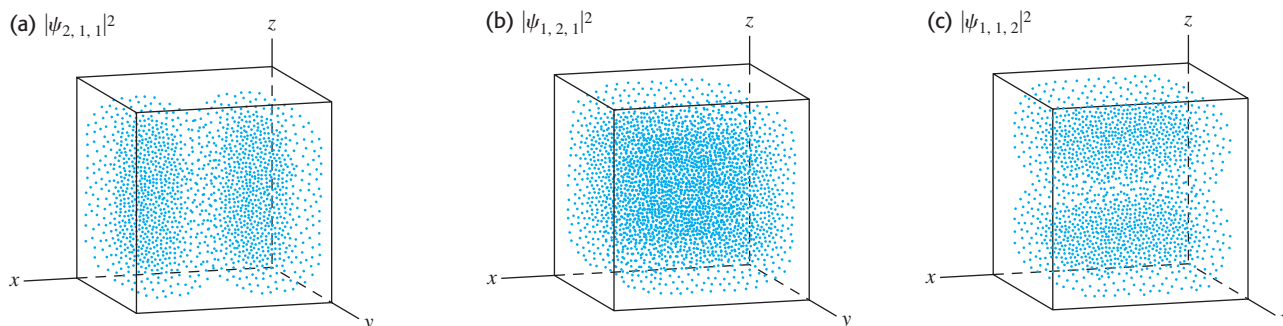 (a) |ψ₂, ₁, ₁|²
z
x
y
(b) |ψ₁, ₂, ₁|²
z
x
y
(c) |ψ₁, ₁, ₂|²
z
x